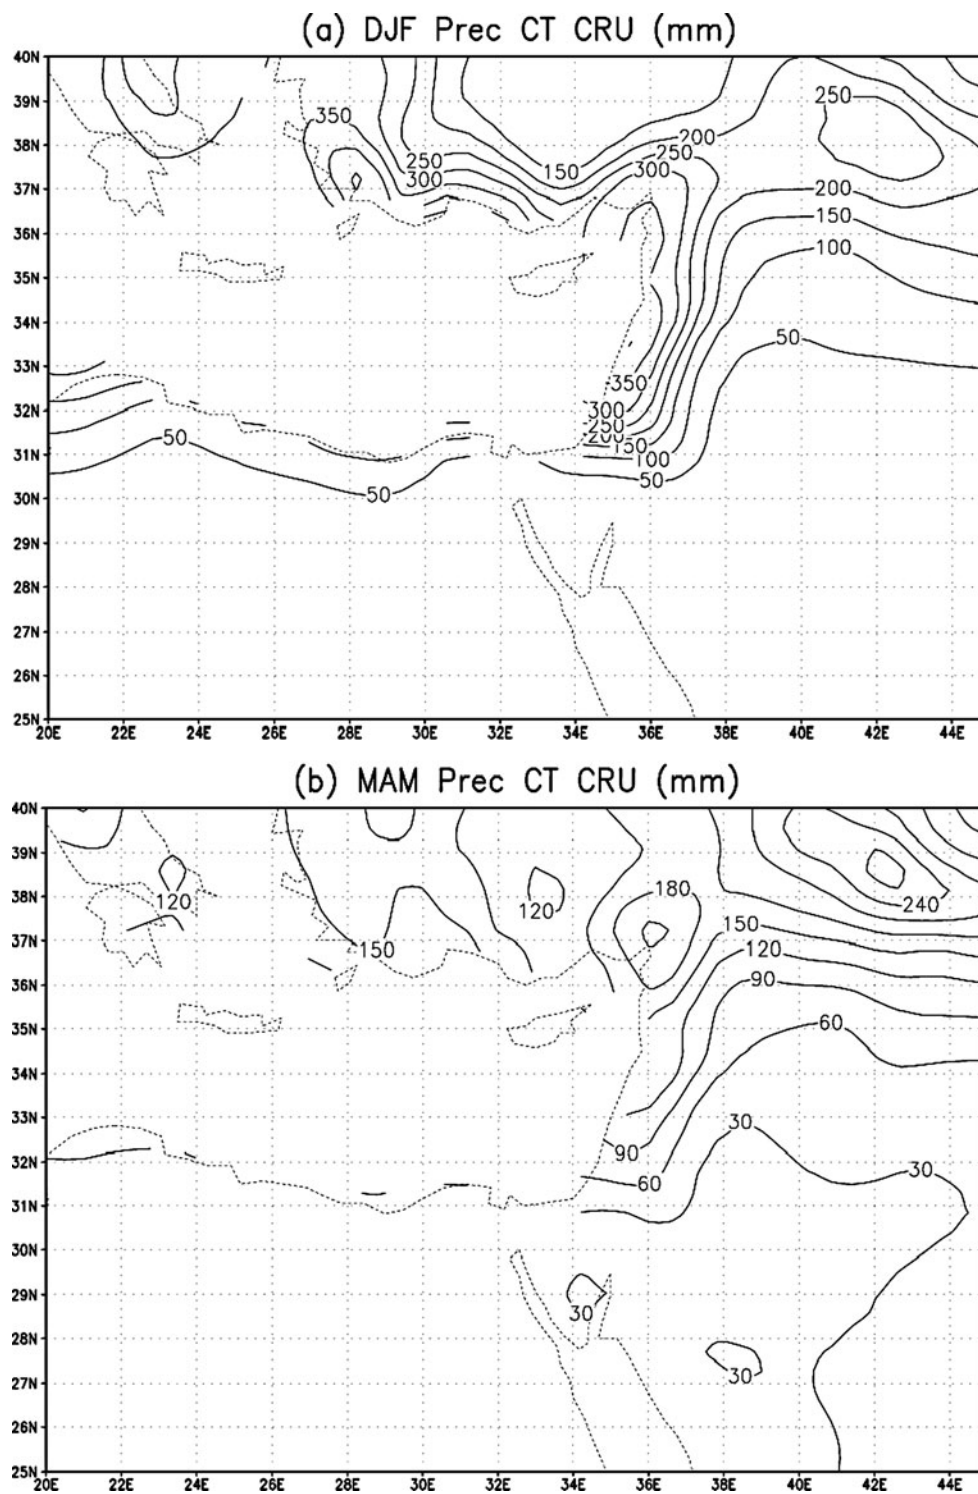 (a) DJF Prec CT CRU (mm)
40N
39N
250
350
38N
200
250
250
150
300
300
37N
200
36N
150
100
35N
34N
33N
50
350
32N
300
250
200
50
150
31N
100
50
30N
50
29N
28N
27N
26N
25N
20E 22E 24E 26E 28E 30E 32E 34E 36E 38E 40E 42E 44E
(b) MAM Prec CT CRU (mm)
40N
39N
180
38N
120
120
240
150
37N
150
120
36N
90
60
35N
34N
33N
30
90
32N
30
60
31N
30N
29N
30
28N
30
27N
26N
25N
20E 22E 24E 26E 28E 30E 32E 34E 36E 38E 40E 42E 44E